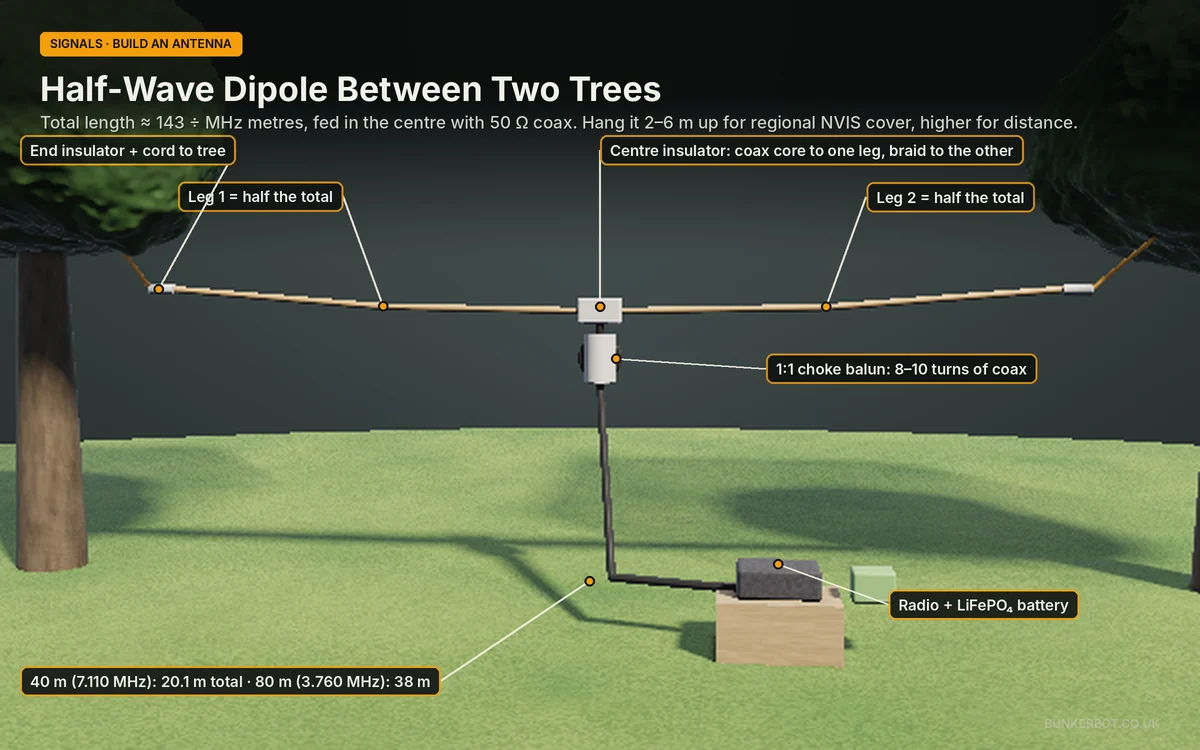 SIGNALS · BUILD AN ANTENNA
Half-Wave Dipole Between Two Trees
Total length ≈ 143 ÷ MHz metres, fed in the centre with 50 Ω coax. Hang it 2–6 m up for regional NVIS cover, higher for distance.
End insulator + cord to tree
Centre insulator: coax core to one leg, braid to the other
Leg 1 = half the total
Leg 2 = half the total
1:1 choke balun: 8–10 turns of coax
Radio + LiFePO₄ battery
40 m (7.110 MHz): 20.1 m total · 80 m (3.760 MHz): 38 m
BUNKERBOT.CO.UK